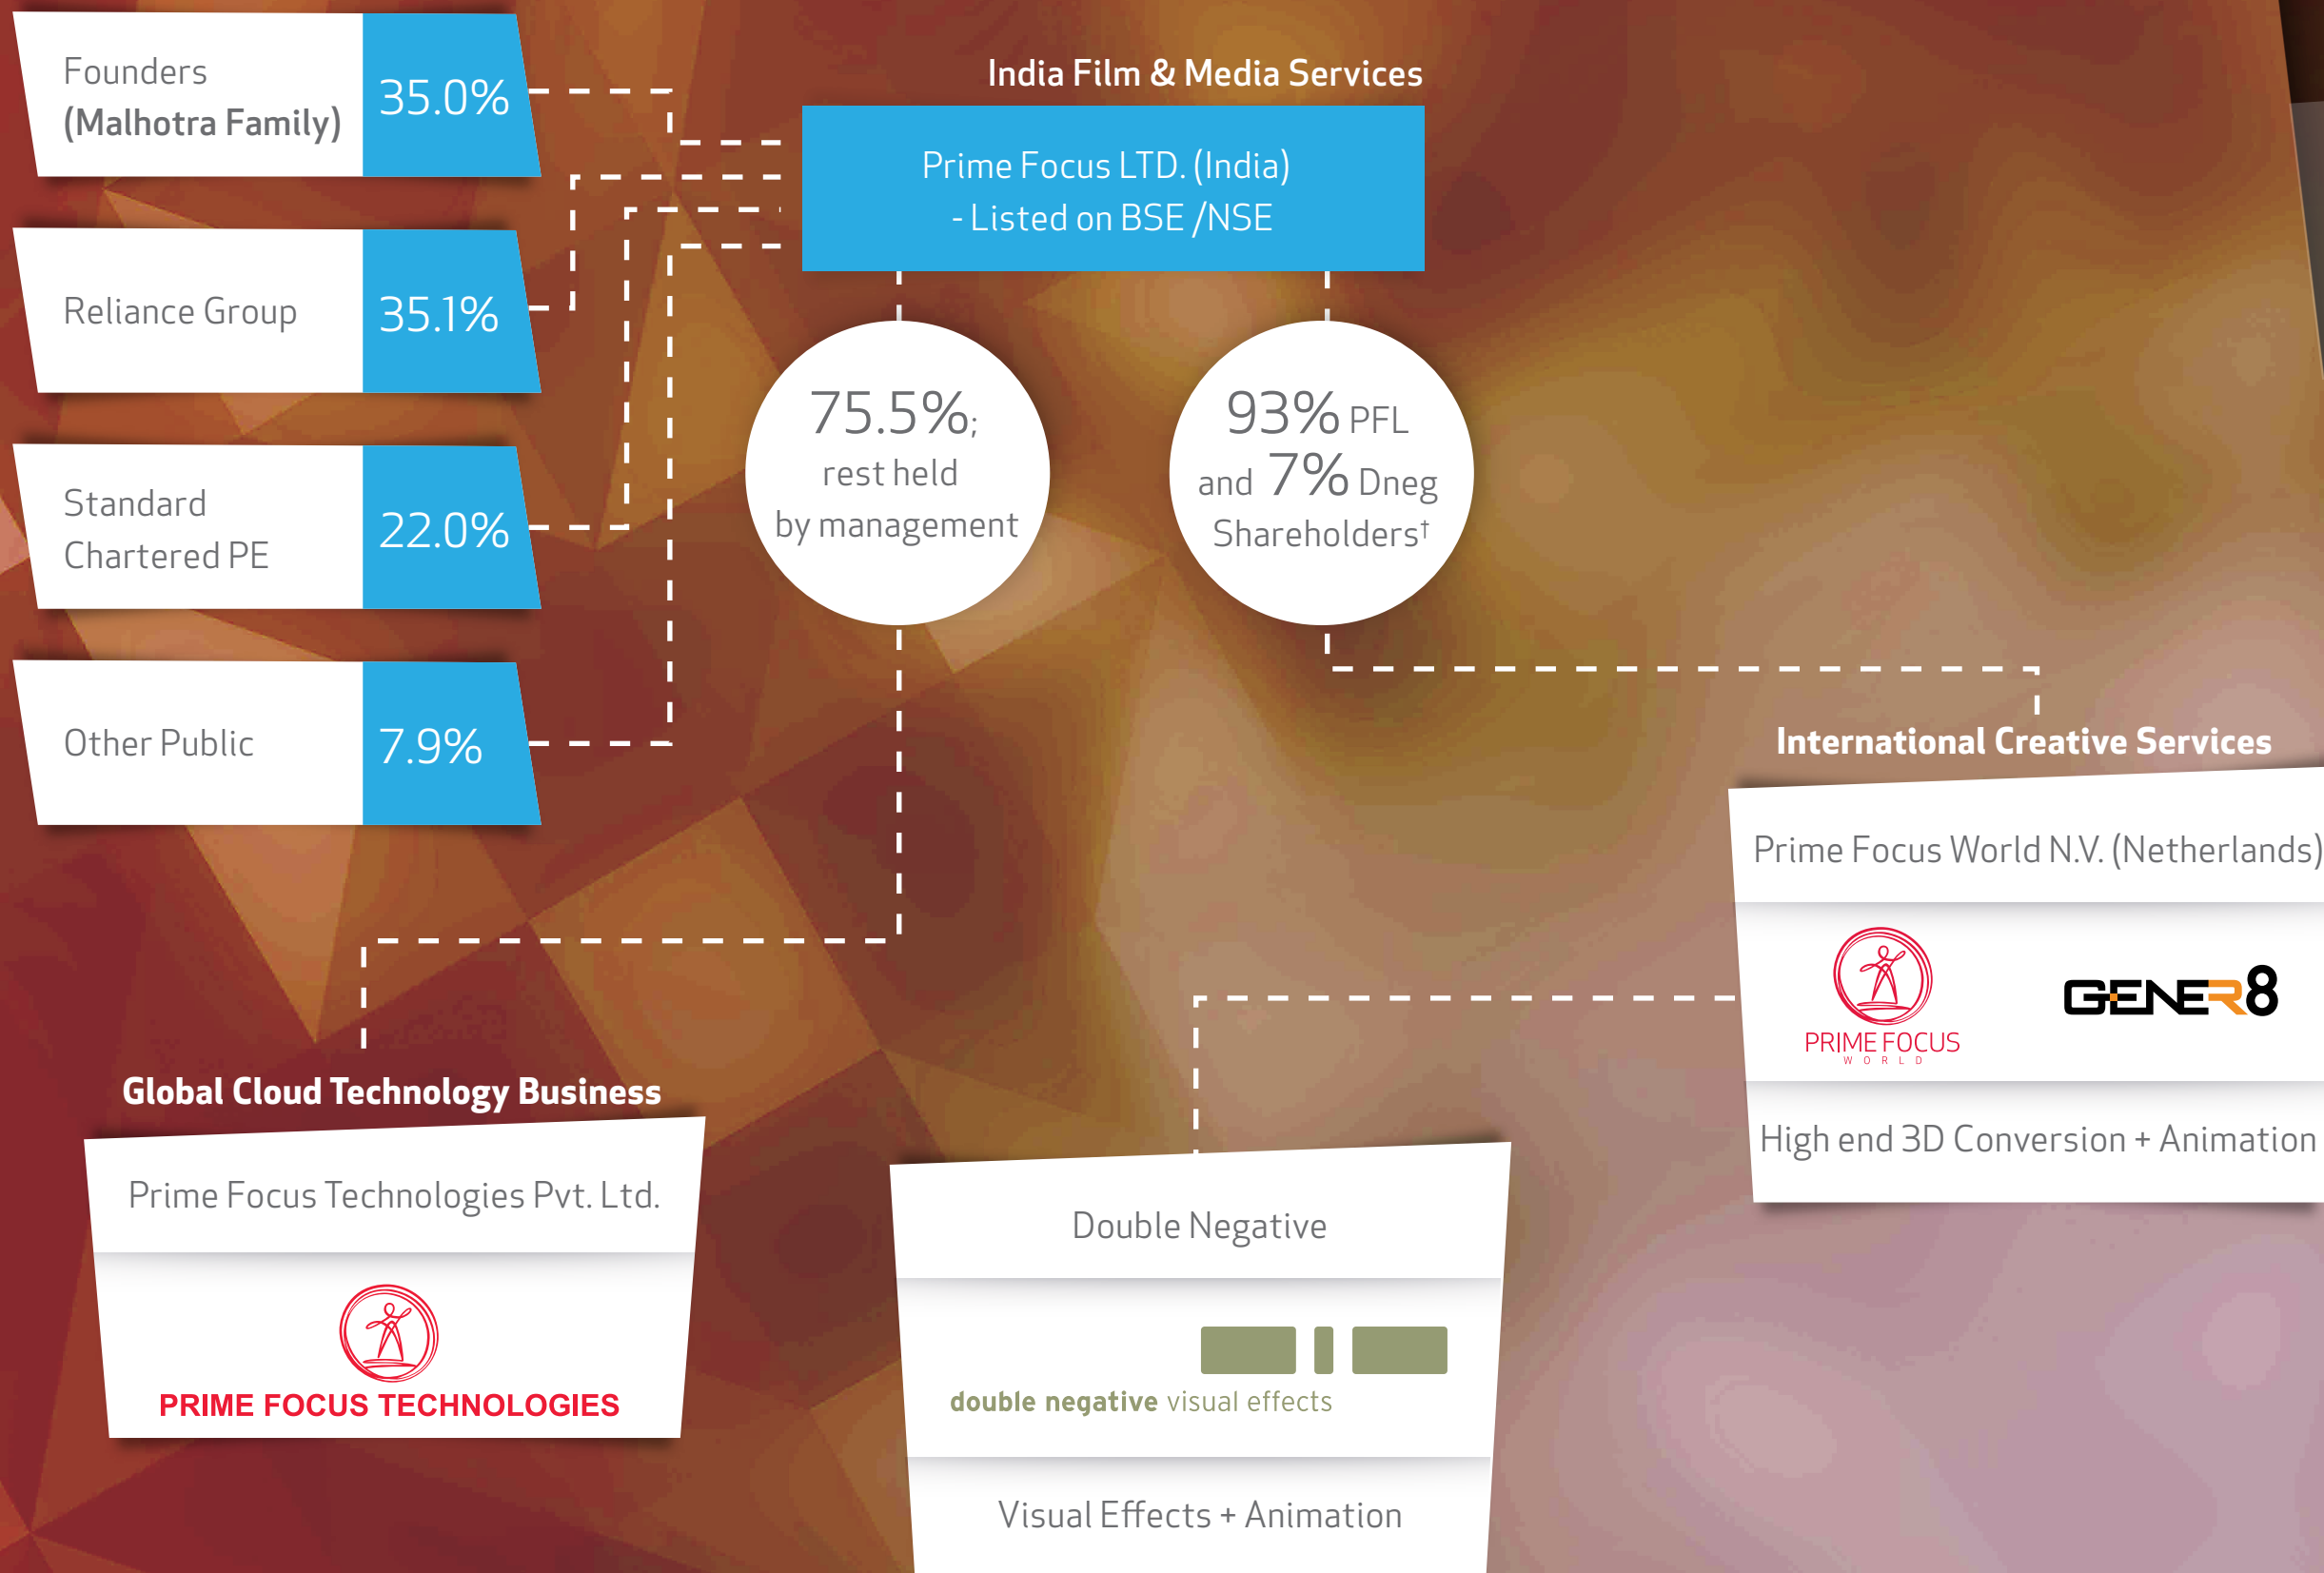 Founders
(Malhotra Family)
35.0%
Reliance Group
35.1%
Standard
Chartered PE
22.0%
Other Public
7.9%
India Film & Media Services
Prime Focus LTD. (India)
- Listed on BSE /NSE
75.5%;
rest held
by management
93% PFL
and 7% Dneg
Shareholders†
International Creative Services
Prime Focus World N.V. (Netherlands)
PRIME FOCUS
WORLD
GENER8
High end 3D Conversion + Animation
Global Cloud Technology Business
Prime Focus Technologies Pvt. Ltd.
PRIME FOCUS TECHNOLOGIES
Double Negative
double negative visual effects
Visual Effects + Animation